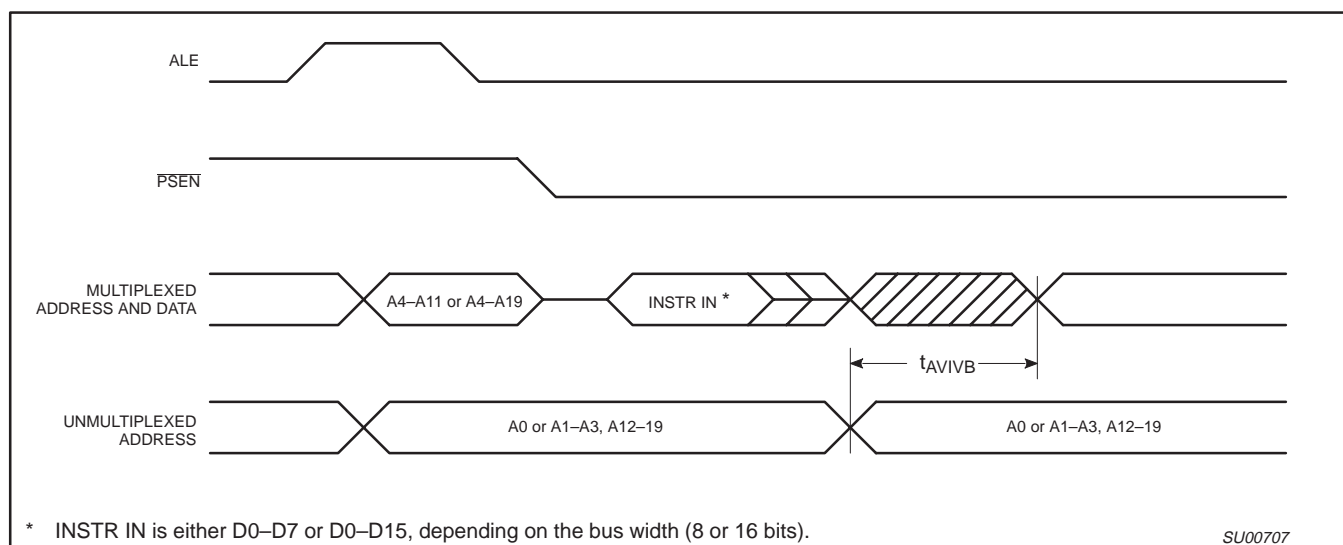 ALE
PSEN
MULTIPLEXED
ADDRESS AND DATA
A4–A11 or A4–A19
INSTR IN *
tAVIVB
UNMULTIPLEXED
ADDRESS
A0 or A1–A3, A12–19
A0 or A1–A3, A12–19
* INSTR IN is either D0–D7 or D0–D15, depending on the bus width (8 or 16 bits).
SU00707